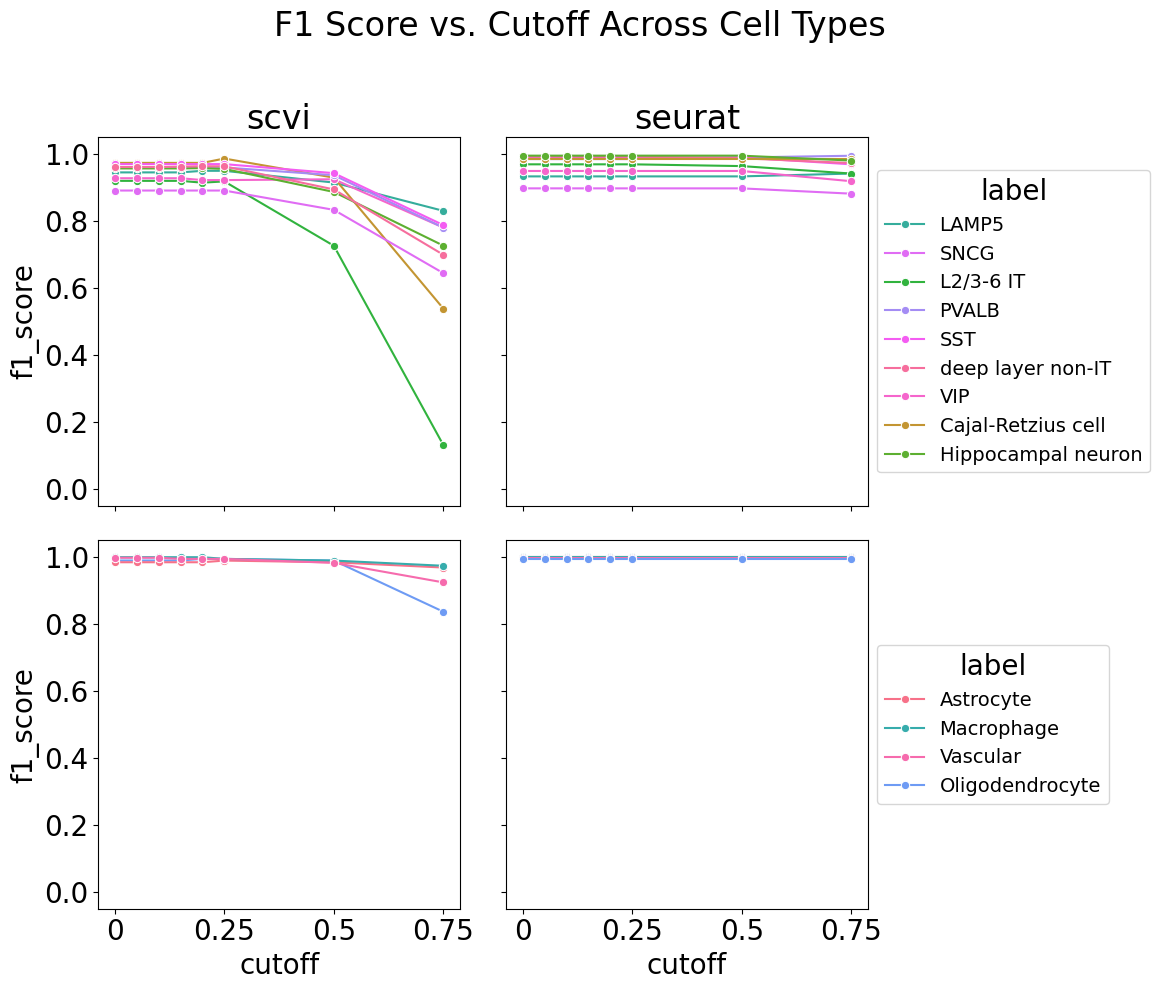 F1 Score vs. Cutoff Across Cell Types
scvi
seurat
1.0
0.8
0.6
0.4
0.2
0.0
f1_score
label
LAMP5
SNCG
L2/3-6 IT
PVALB
SST
deep layer non-IT
VIP
Cajal-Retzius cell
Hippocampal neuron
1.0
0.8
0.6
0.4
0.2
0.0
f1_score
0 0.25 0.5 0.75
cutoff
0 0.25 0.5 0.75
cutoff
label
Astrocyte
Macrophage
Vascular
Oligodendrocyte